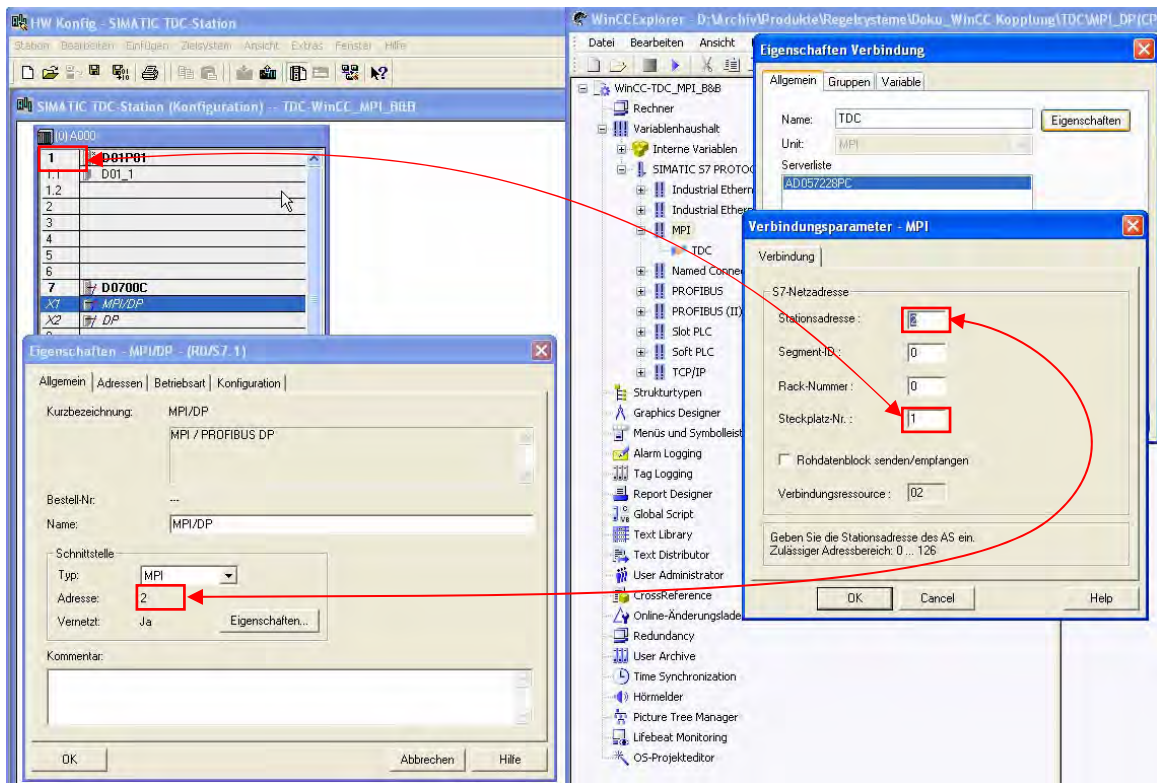 HW Konfig - SIMATIC TDC-Station
Station Bearbeiten Einfügen Zielsystem Ansicht Extras Fenster Hilfe
SIMATIC TDC-Station (Konfiguration) -- TDC-WinCC_MPI_B&B
(0) A000
1 D01P01
1.1 D01_1
1.2
2
3
4
5
6
7 D0700C
X1 MPI/DP
X2 DP
Eigenschaften - MPI/DP - (R0/S7.1)
Allgemein Adressen Betriebsart Konfiguration
Kurzbezeichnung: MPI/DP
MPI / PROFIBUS DP
Bestell-Nr.: ---
Name: MPI/DP
Schnittstelle
Typ: MPI
Adresse: 2
Vernetzt: Ja Eigenschaften...
Kommentar:
OK Abbrechen Hilfe
WinCCExplorer - D:\Archiv\Produkte\Regelsysteme\Doku_WinCC Kopplung\TDC\MPI_DP(CP
Datei Bearbeiten Ansicht
WinCC-TDC_MPI_B&B
Rechner
Variablenhaushalt
Interne Variablen
SIMATIC S7 PROTOC
Industrial Ethern
Industrial Ether
MPI
TDC
Named Connec
PROFIBUS
PROFIBUS (II)
Slot PLC
Soft PLC
TCP/IP
Strukturtypen
Graphics Designer
Menüs und Symbolleist
Alarm Logging
Tag Logging
Report Designer
Global Script
Text Library
Text Distributor
User Administrator
CrossReference
Online-Änderungslade
Redundancy
User Archive
Time Synchronization
Hörmelder
Picture Tree Manager
Lifebeat Monitoring
OS-Projekteditor
Eigenschaften Verbindung
Allgemein Gruppen Variable
Name: TDC Eigenschaften
Unit: MPI
Serverliste
AD057228PC
Verbindungsparameter - MPI
Verbindung
S7-Netzadresse
Stationsadresse : 2
Segment-ID : 0
Rack-Nummer : 0
Steckplatz-Nr. : 1
Rohdatenblock senden/empfangen
Verbindungsressource : 02
Geben Sie die Stationsadresse des AS ein.
Zulässiger Adressbereich: 0 ... 126
OK Cancel Help